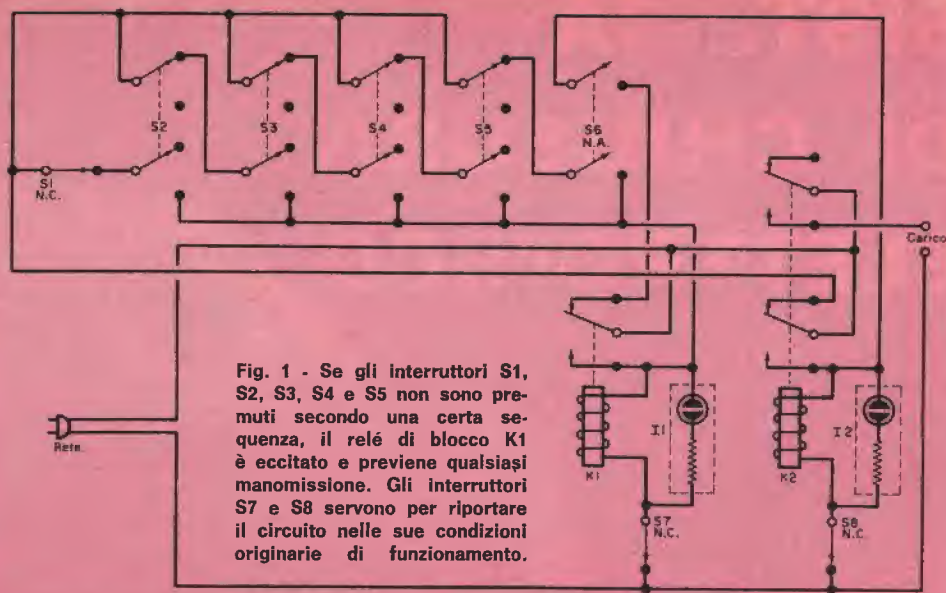 S2
S3
S4
S5
S6
N.A.
S1
N.C.
Carico
Rete
I1
I2
K1
K2
S7
N.C.
S8
N.C.
Fig. 1 - Se gli interruttori S1,
S2, S3, S4 e S5 non sono pre-
muti secondo una certa se-
quenza, il relé di blocco K1
è eccitato e previene qualsiasi
manomissione. Gli interruttori
S7 e S8 servono per riportare
il circuito nelle sue condizioni
originarie di funzionamento.